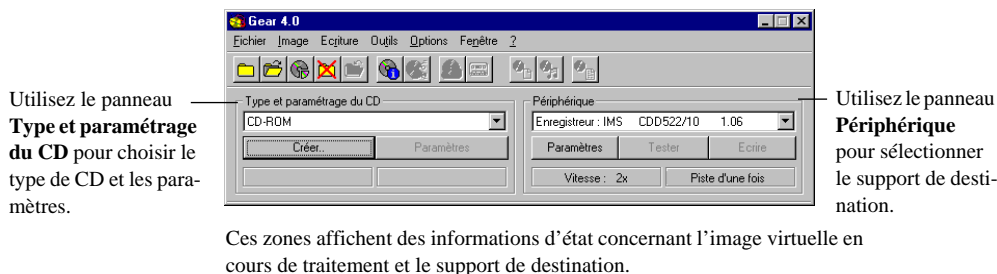 Gear 4.0
Fichier Image Ecriture Outils Options Fenêtre ?
Utilisez le panneau
Type et paramétrage
du CD pour choisir le
type de CD et les para-
mètres.
Type et paramétrage du CD
CD-ROM
Créer.. Paramètres
Périphérique
Enregistreur : IMS CDD522/10 1.06
Paramètres Tester Ecrire
Vitesse : 2x Piste d'une fois
Utilisez le panneau
Périphérique
pour sélectionner
le support de desti-
nation.
Ces zones affichent des informations d’état concernant l’image virtuelle en
cours de traitement et le support de destination.